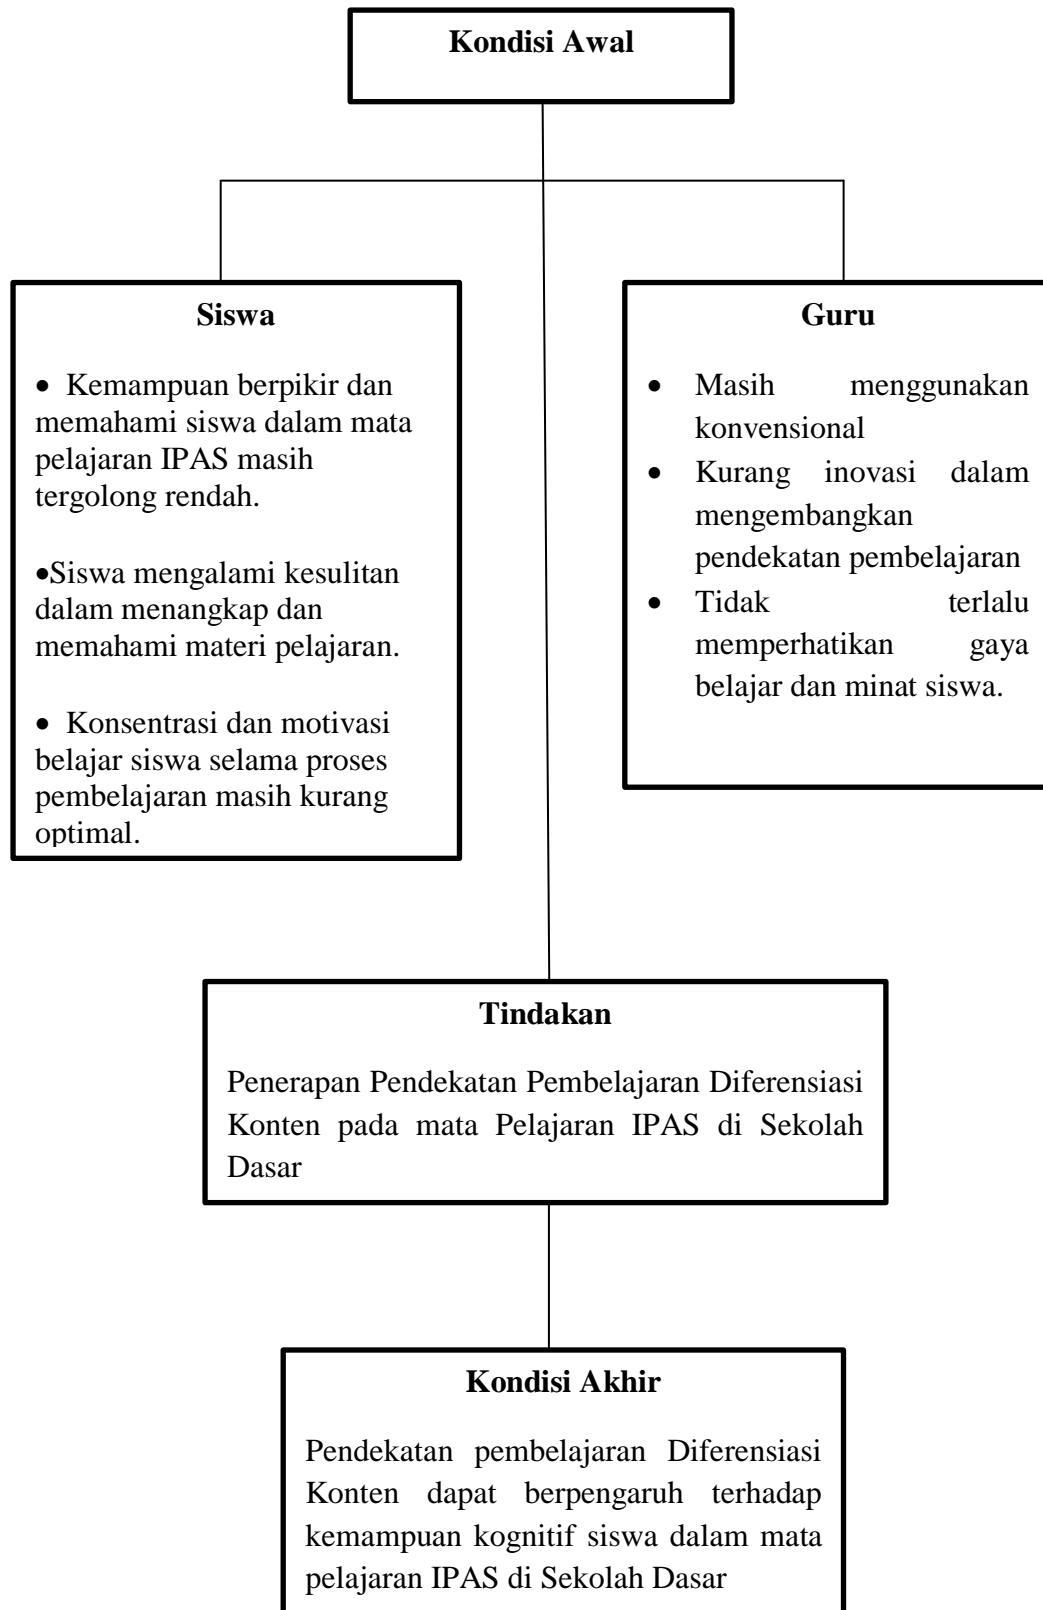 Kondisi Awal
Siswa
• Kemampuan berpikir dan
memahami siswa dalam mata
pelajaran IPAS masih
tergolong rendah.
•Siswa mengalami kesulitan
dalam menangkap dan
memahami materi pelajaran.
• Konsentrasi dan motivasi
belajar siswa selama proses
pembelajaran masih kurang
optimal.
Guru
• Masih menggunakan
konvensional
• Kurang inovasi dalam
mengembangkan
pendekatan pembelajaran
• Tidak terlalu
memperhatikan gaya
belajar dan minat siswa.
Tindakan
Penerapan Pendekatan Pembelajaran Diferensiasi
Konten pada mata Pelajaran IPAS di Sekolah
Dasar
Kondisi Akhir
Pendekatan pembelajaran Diferensiasi
Konten dapat berpengaruh terhadap
kemampuan kognitif siswa dalam mata
pelajaran IPAS di Sekolah Dasar